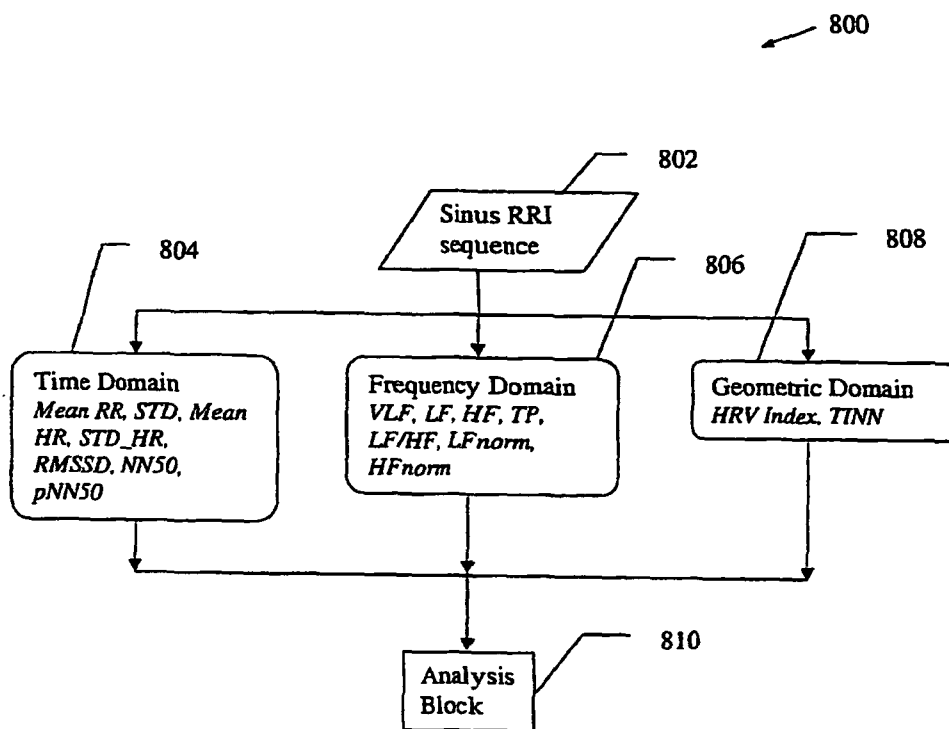 800
802
Sinus RRI
sequence
804
806
808
Time Domain
Mean RR, STD, Mean
HR, STD_HR,
RMSSD, NN50,
pNN50
Frequency Domain
VLF, LF, HF, TP,
LF/HF, LFnorm,
HFnorm
Geometric Domain
HRV Index, TINN
810
Analysis
Block